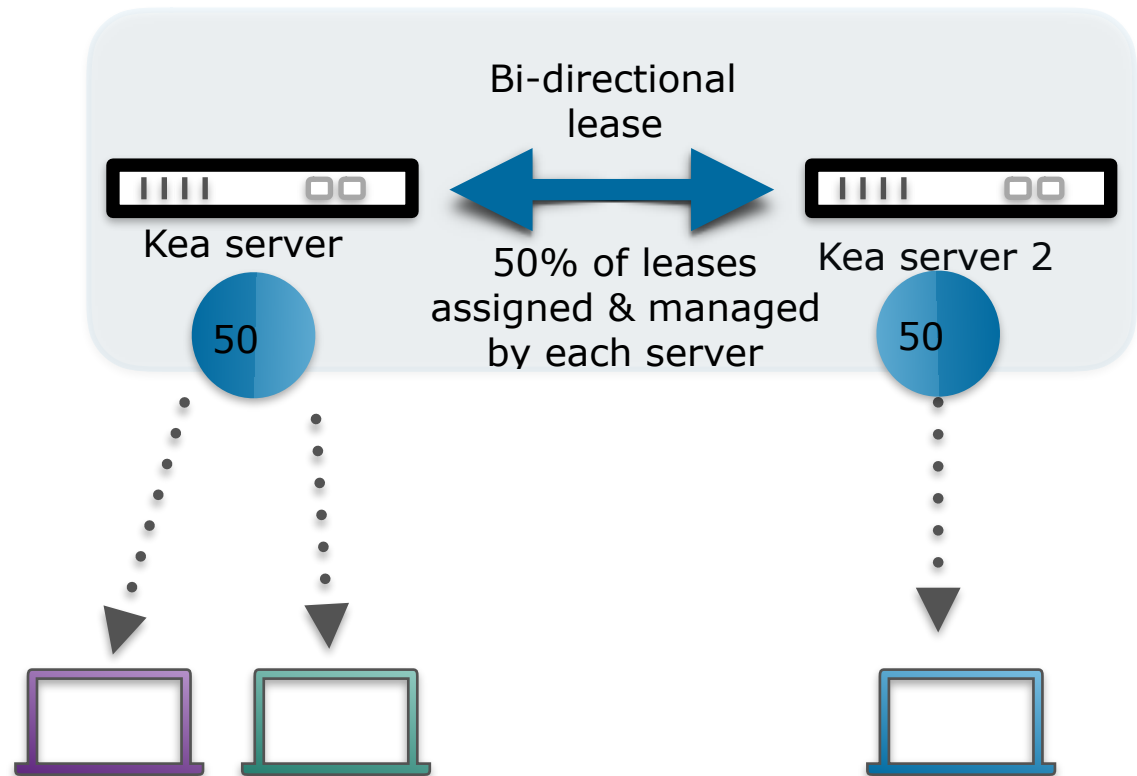 Bi-directional
lease
Kea server
Kea server 2
50% of leases
assigned & managed
by each server
50
50